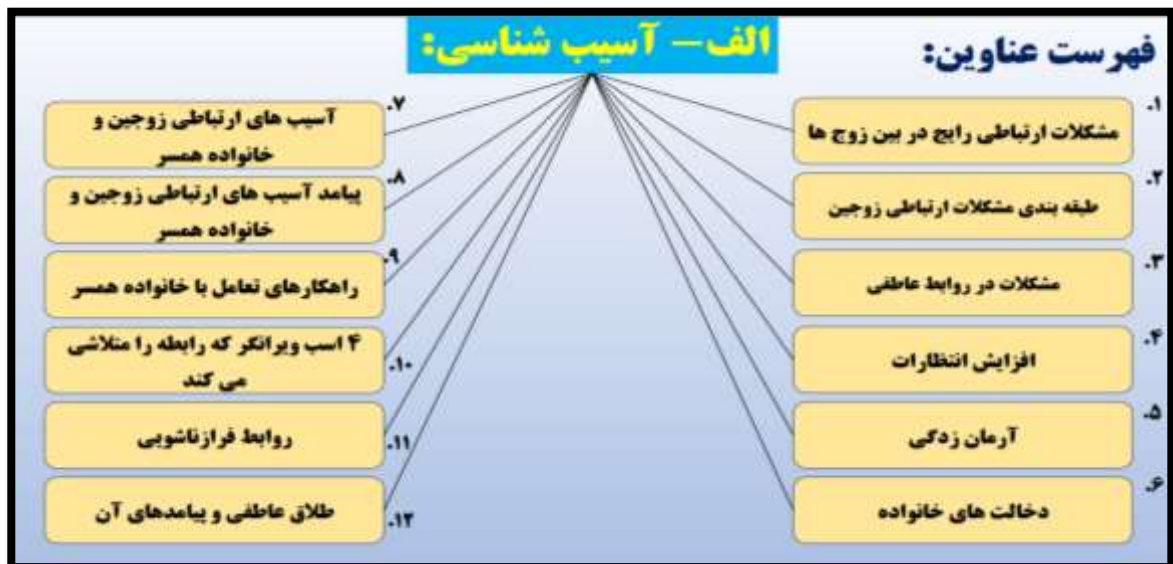 فهرست عناوین:
الف– آسیب شناسی:
۱.
مشکلات ارتباطی رایج در بین زوج ها
۲.
طبقه بندی مشکلات ارتباطی زوجین
۳.
مشکلات در روابط عاطفی
۴.
افزایش انتظارات
۵.
آرمان زدگی
۶.
دخالت های خانواده
۷.
آسیب های ارتباطی زوجین و
خانواده همسر
۸.
پیامد آسیب های ارتباطی زوجین و
خانواده همسر
۹.
راهکارهای تعامل با خانواده همسر
۱۰.
۴ اسب ویرانگر که رابطه را متلاشی
می کند
۱۱.
روابط فرازناشویی
۱۲.
طلاق عاطفی و پیامدهای آن